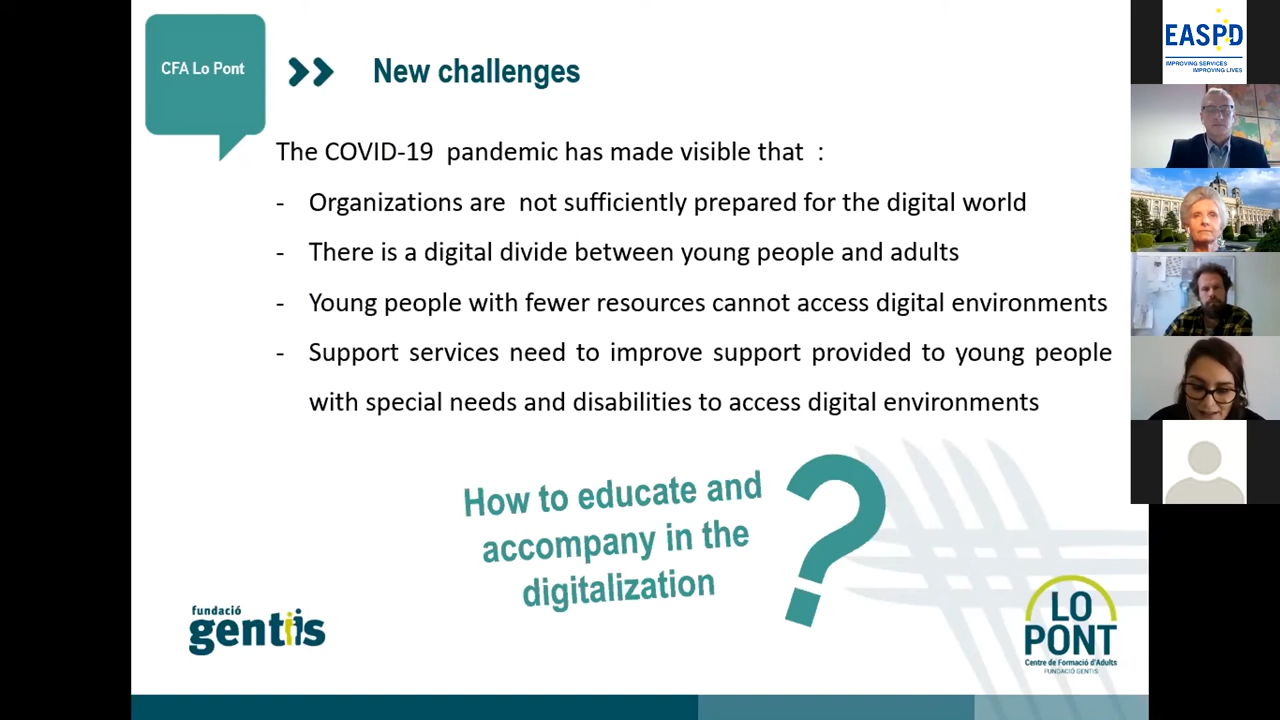 CFA Lo Pont
New challenges
The COVID-19 pandemic has made visible that :
- Organizations are not sufficiently prepared for the digital world
- There is a digital divide between young people and adults
- Young people with fewer resources cannot access digital environments
- Support services need to improve support provided to young people
with special needs and disabilities to access digital environments
How to educate and
accompany in the
digitalization
?
fundació
gentis
LO
PONT
Centre de Formació d'Adults
FUNDACIÓ GENTIS
EASPD
IMPROVING SERVICES
IMPROVING LIVES